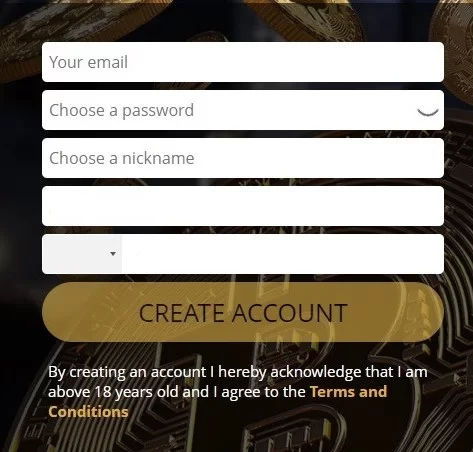 Your email
Choose a password
Choose a nickname
CREATE ACCOUNT
By creating an account I hereby acknowledge that I am
above 18 years old and I agree to the Terms and
Conditions